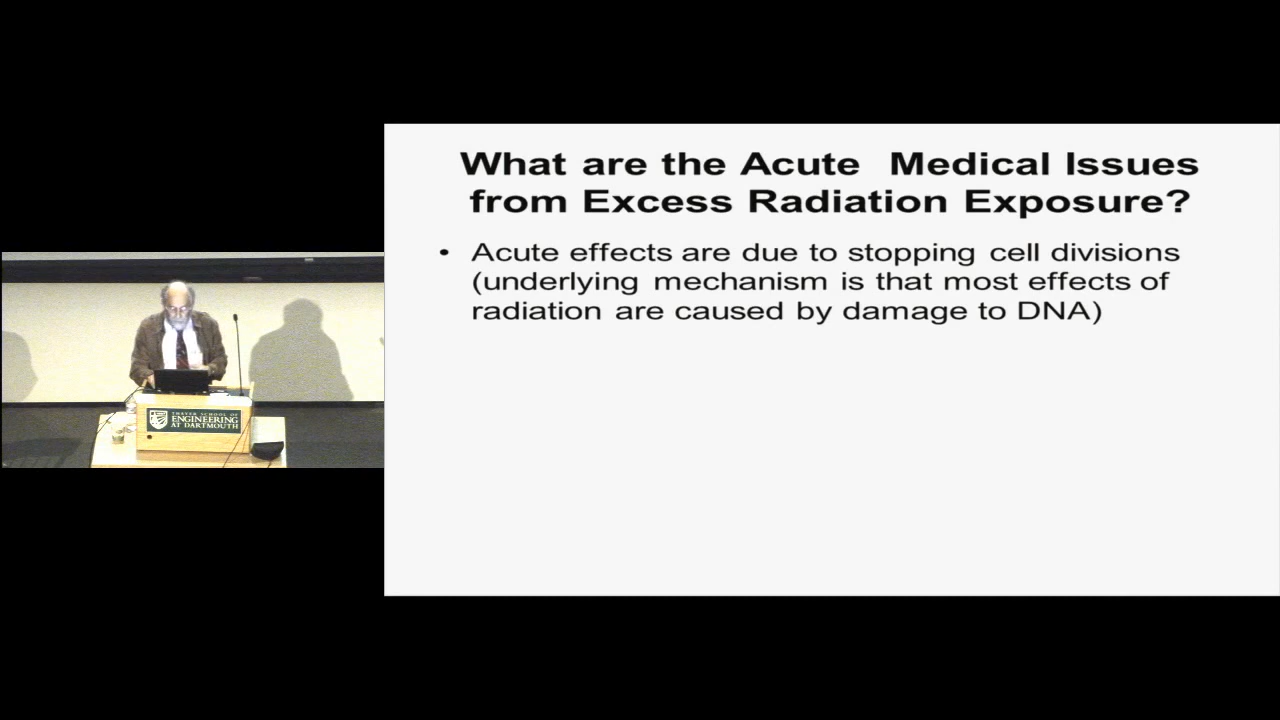 What are the Acute  Medical Issues
from Excess Radiation Exposure?
• Acute effects are due to stopping cell divisions
(underlying mechanism is that most effects of
radiation are caused by damage to DNA)
THAYER SCHOOL OF
ENGINEERING
AT DARTMOUTH